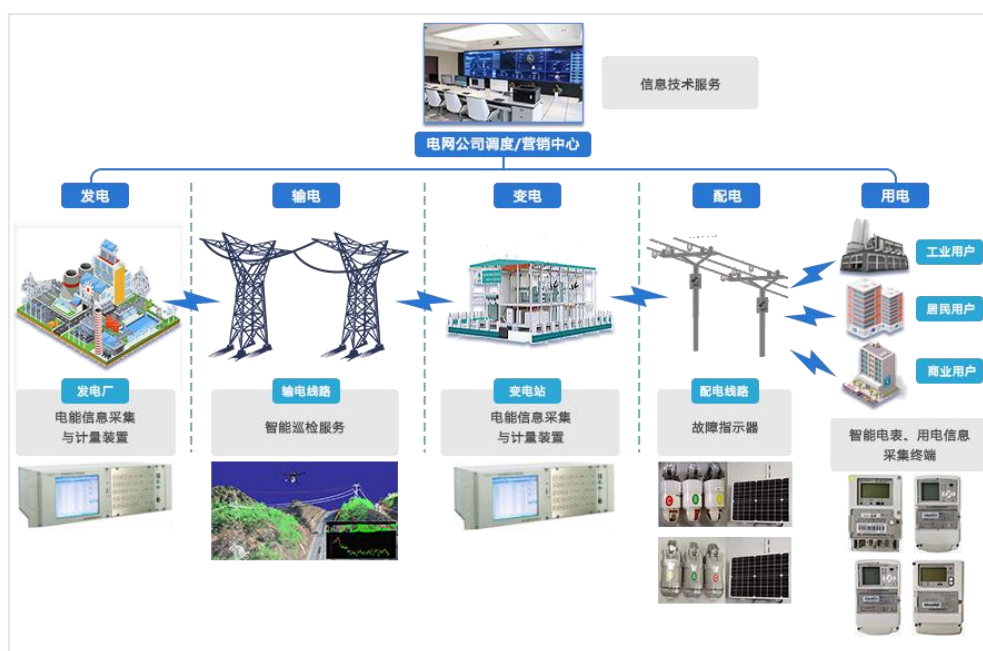 信息技术服务
电网公司调度/营销中心
发电
输电
变电
配电
用电
工业用户
居民用户
商业用户
发电厂
电能信息采集
与计量装置
输电线路
智能巡检服务
变电站
电能信息采集
与计量装置
配电线路
故障指示器
智能电表、用电信息
采集终端